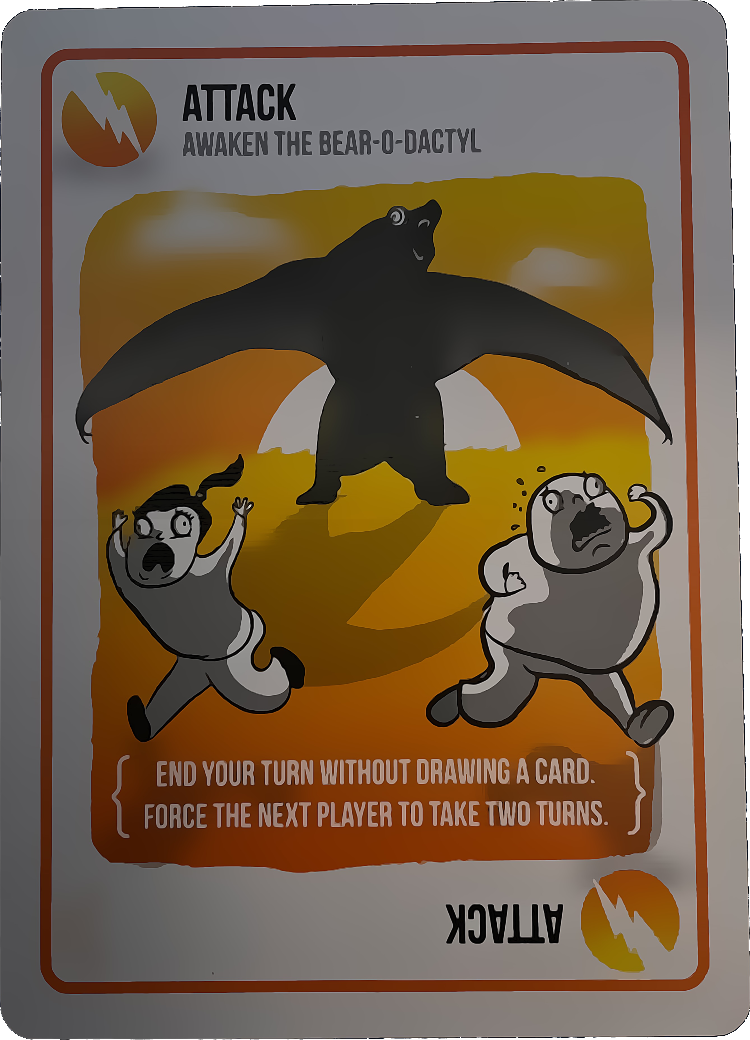 ATTACK
AWAKEN THE BEAR-O-DACTYL
END YOUR TURN WITHOUT DRAWING A CARD.
FORCE THE NEXT PLAYER TO TAKE TWO TURNS.
ATTACK